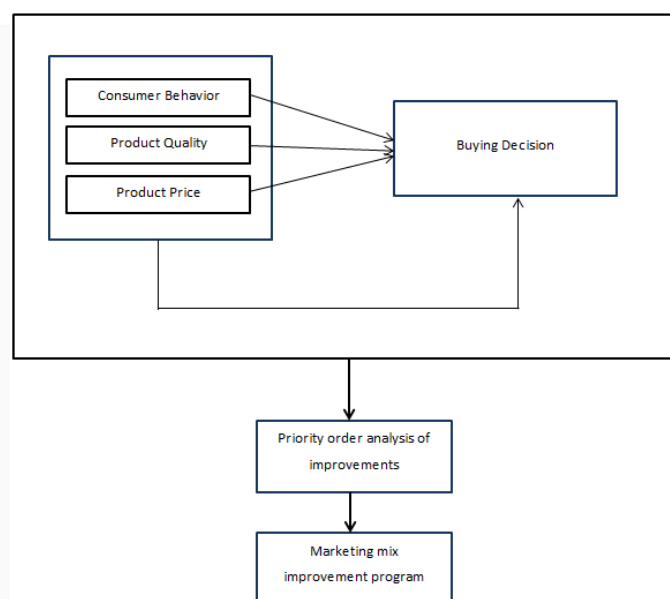 Consumer Behavior
Product Quality
Product Price
Buying Decision
Priority order analysis of
improvements
Marketing mix
improvement program